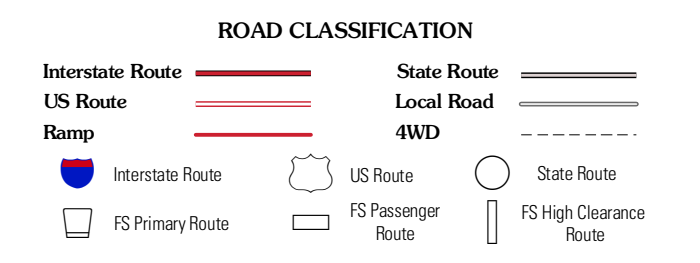 ROAD CLASSIFICATION
Interstate Route
State Route
US Route
Local Road
Ramp
4WD
Interstate Route
US Route
State Route
FS Primary Route
FS Passenger
Route
FS High Clearance
Route